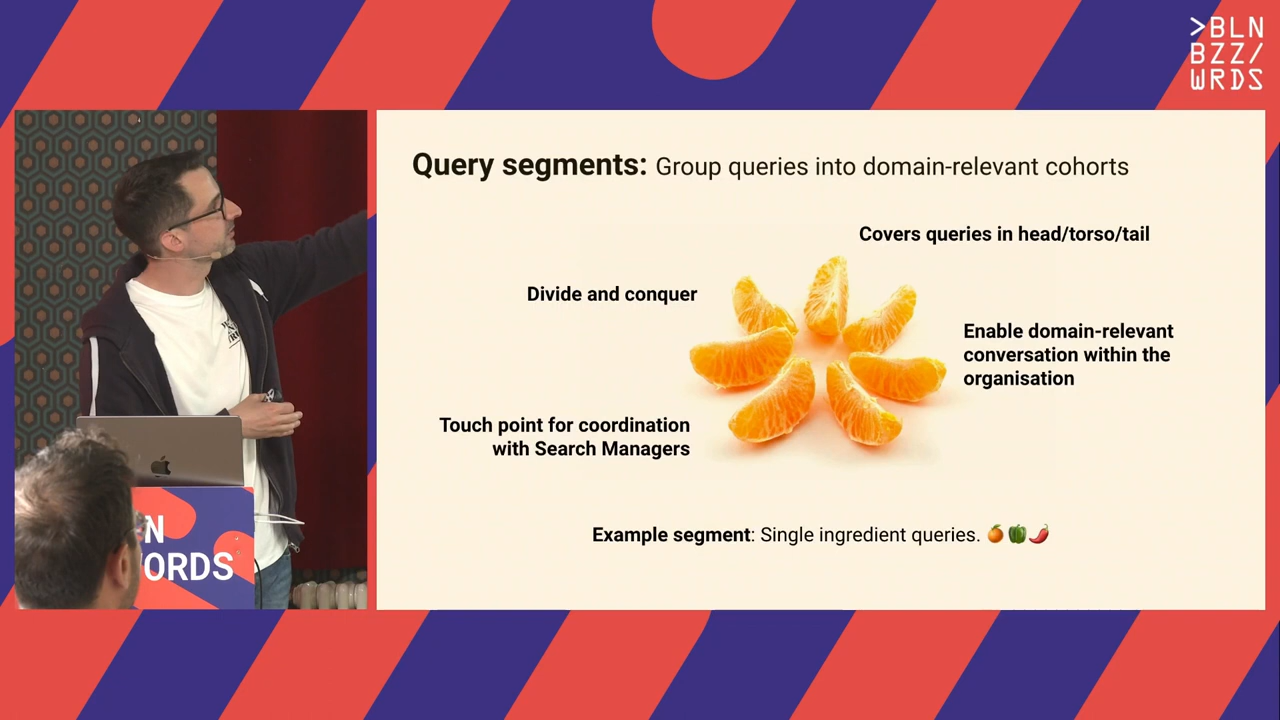 >BLN
BZZ/
WRDS
Query segments: Group queries into domain-relevant cohorts
Covers queries in head/torso/tail
Divide and conquer
Enable domain-relevant
conversation within the
organisation
Touch point for coordination
with Search Managers
Example segment: Single ingredient queries.
N
ORDS